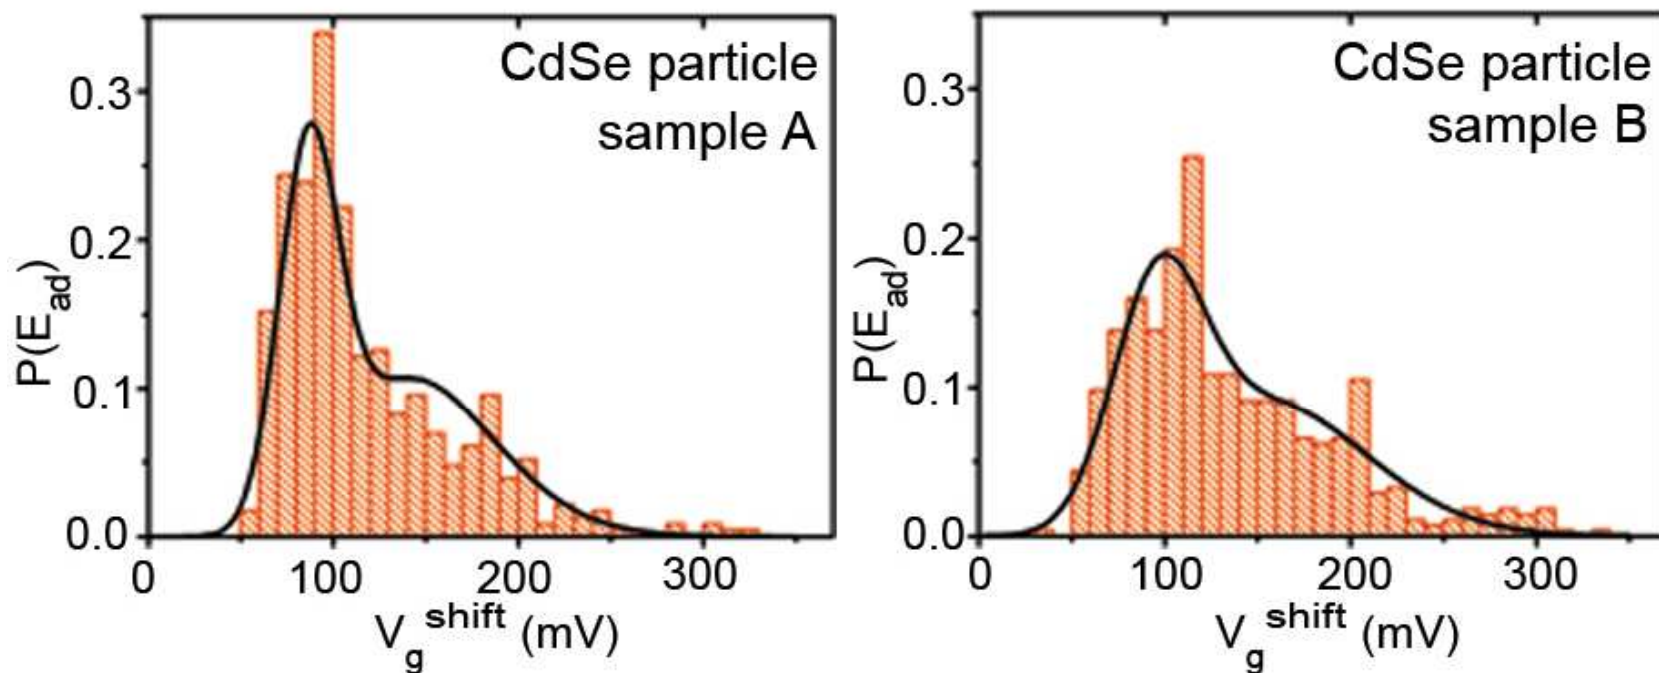 CdSe particle
sample A
P(E_ad)
0.3
0.2
0.1
0.0
0
100
200
300
V_g^shift (mV)
CdSe particle
sample B
P(E_ad)
0.3
0.2
0.1
0.0
0
100
200
300
V_g^shift (mV)